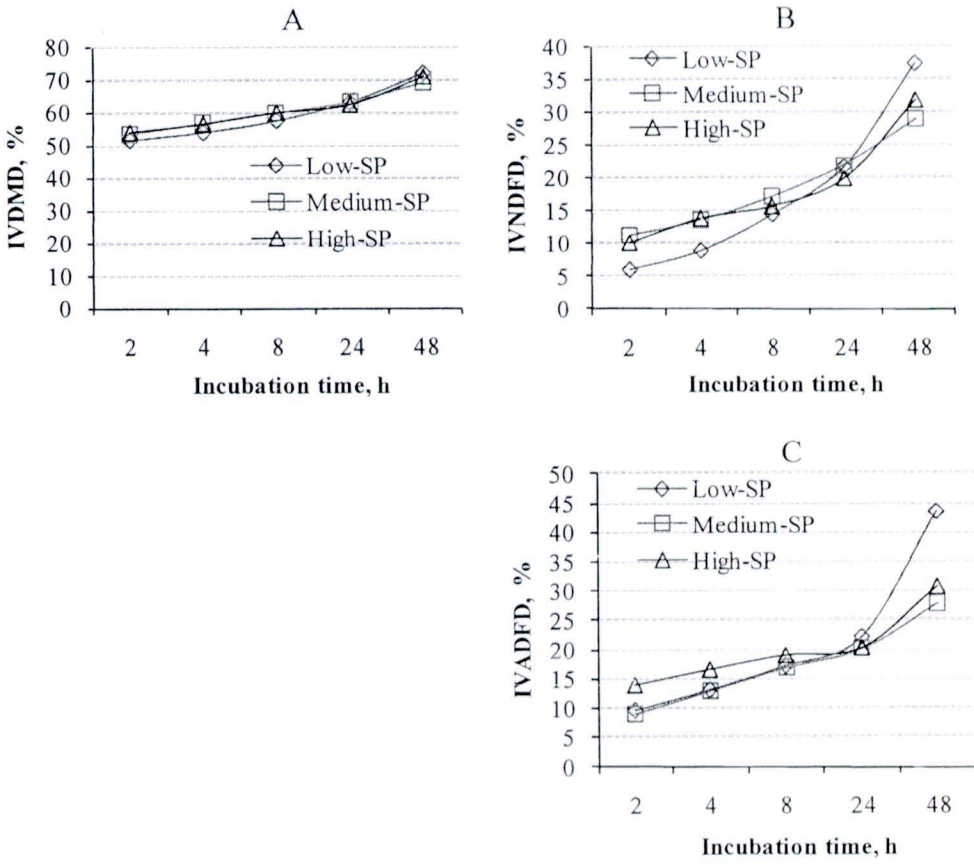 A
80
70
60
50
40
30
20
10
0
IVDMD, %
Low-SP
Medium-SP
High-SP
2 4 8 24 48
Incubation time, h
B
40
35
30
25
20
15
10
5
0
IVNDFD, %
Low-SP
Medium-SP
High-SP
2 4 8 24 48
Incubation time, h
C
50
45
40
35
30
25
20
15
10
5
0
IVADFD, %
Low-SP
Medium-SP
High-SP
2 4 8 24 48
Incubation time, h